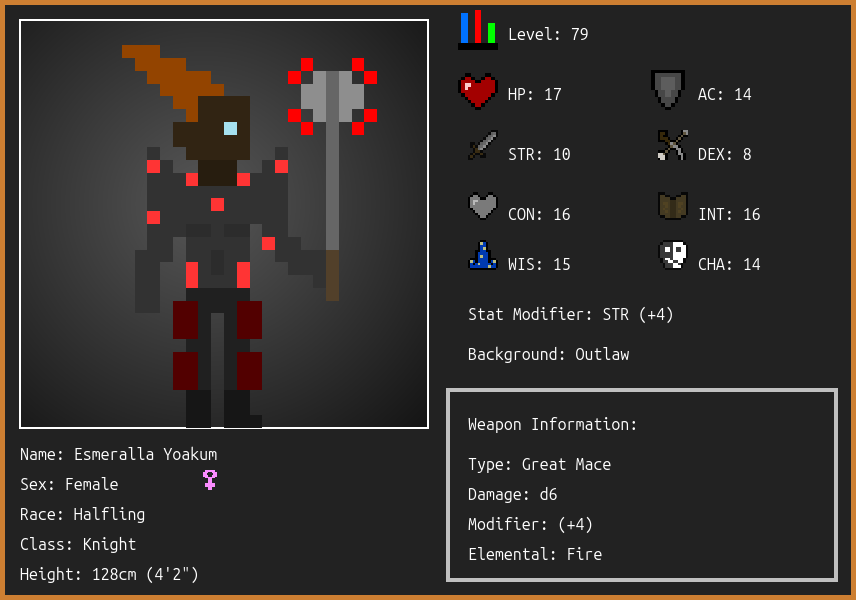 Level: 79
HP: 17
AC: 14
STR: 10
DEX: 8
CON: 16
INT: 16
WIS: 15
CHA: 14
Stat Modifier: STR (+4)
Background: Outlaw
Weapon Information:
Type: Great Mace
Damage: d6
Modifier: (+4)
Elemental: Fire
Name: Esmeralla Yoakum
Sex: Female
Race: Halfling
Class: Knight
Height: 128cm (4'2")